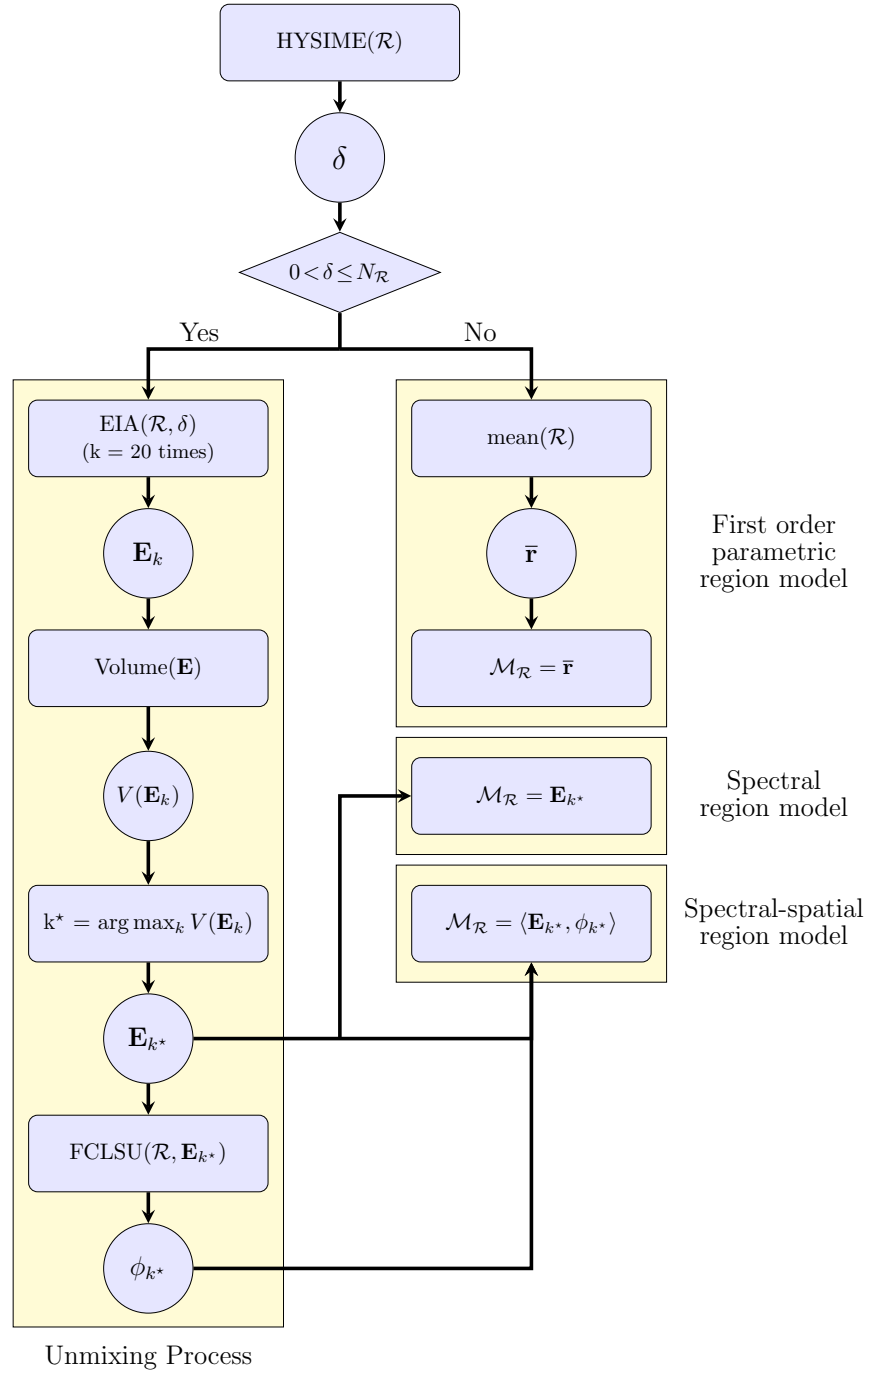 HYSIME(ℛ)
δ
0 < δ ≤ N_ℛ
Yes
No
EIA(ℛ, δ)
(k = 20 times)
𝐄_k
Volume(𝐄)
V(𝐄_k)
k⋆ = arg max_k V(𝐄_k)
𝐄_k⋆
FCLSU(ℛ, 𝐄_k⋆)
ϕ_k⋆
Unmixing Process
mean(ℛ)
r̄
ℳ_ℛ = r̄
First order
parametric
region model
ℳ_ℛ = 𝐄_k⋆
Spectral
region model
ℳ_ℛ = ⟨𝐄_k⋆, ϕ_k⋆⟩
Spectral-spatial
region model